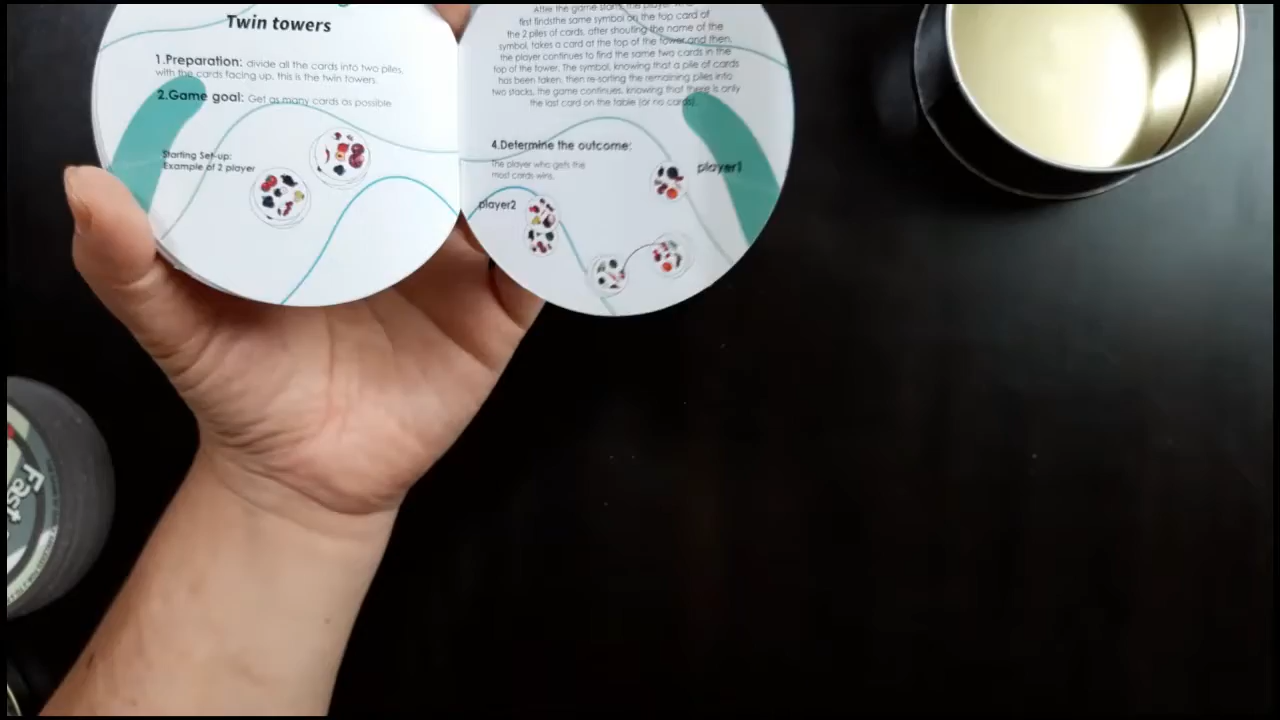 Twin towers
1.Preparation: divide all the cards into two piles,
with the cards facing up, this is the twin towers.
2.Game goal: Get as many cards as possible
Starting Set-up:
Example of 2 player
After the game starts, the player who
first findsthe same symbol on the top card of
the 2 piles of cards, after shouting the name of the
symbol, takes a card at the top of the tower,and then,
the player continues to find the same two cards in the
top of the tower. The symbol, knowing that a pile of cards
has been taken, then re-sorting the remaining piles into
two stacks, the game continues, knowing that there is only
the last card on the table (or no cards).
4.Determine the outcome:
The player who gets the
most cards wins.
player1
player2
Fast